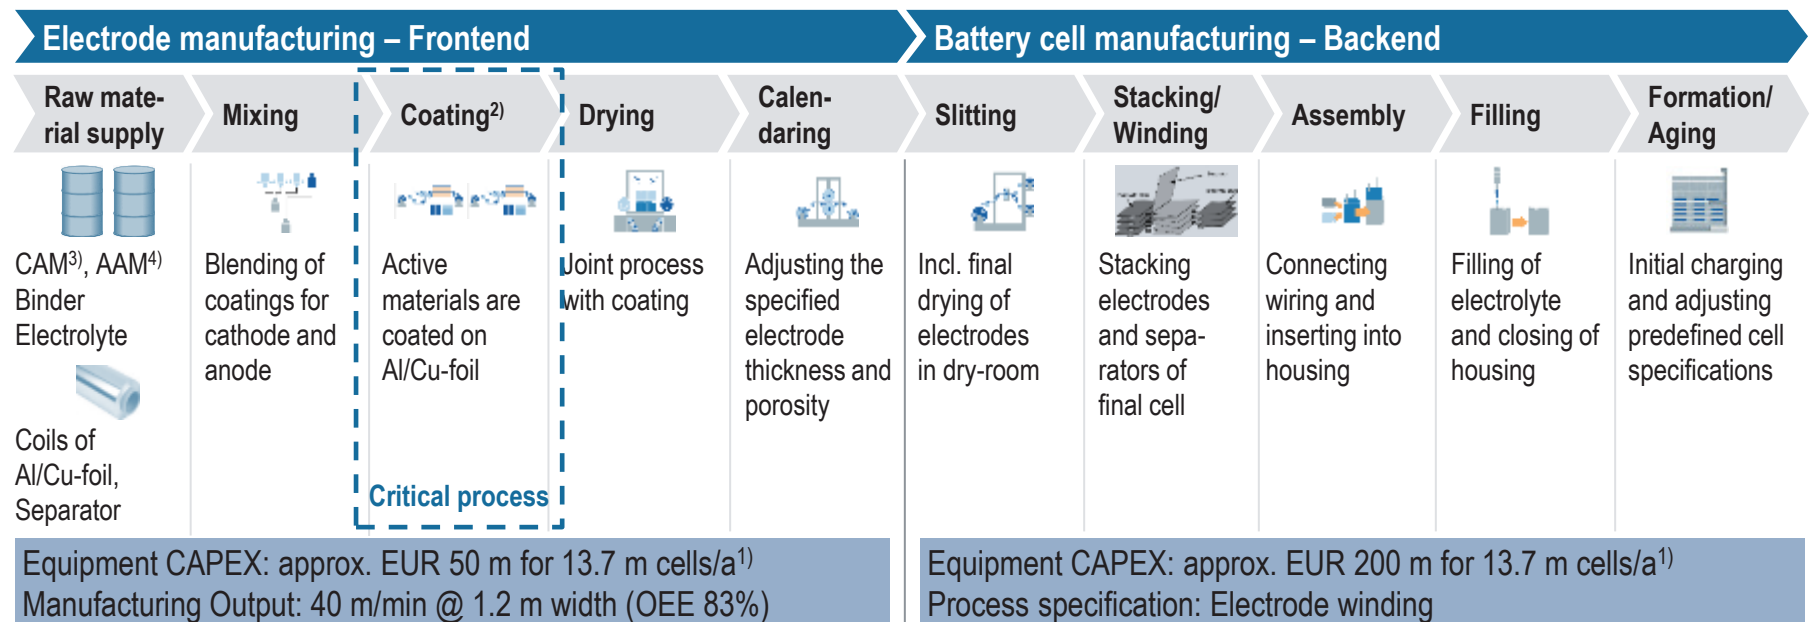 Electrode manufacturing – Frontend
Battery cell manufacturing – Backend
Raw mate-
rial supply
Mixing
Coating2)
Drying
Calen-
daring
Slitting
Stacking/
Winding
Assembly
Filling
Formation/
Aging
CAM3), AAM4)
Binder
Electrolyte
Coils of
Al/Cu-foil,
Separator
Blending of
coatings for
cathode and
anode
Active
materials are
coated on
Al/Cu-foil
Critical process
Joint process
with coating
Adjusting the
specified
electrode
thickness and
porosity
Incl. final
drying of
electrodes
in dry-room
Stacking
electrodes
and sepa-
rators of
final cell
Connecting
wiring and
inserting into
housing
Filling of
electrolyte
and closing of
housing
Initial charging
and adjusting
predefined cell
specifications
Equipment CAPEX: approx. EUR 50 m for 13.7 m cells/a1)
Manufacturing Output: 40 m/min @ 1.2 m width (OEE 83%)
Equipment CAPEX: approx. EUR 200 m for 13.7 m cells/a1)
Process specification: Electrode winding